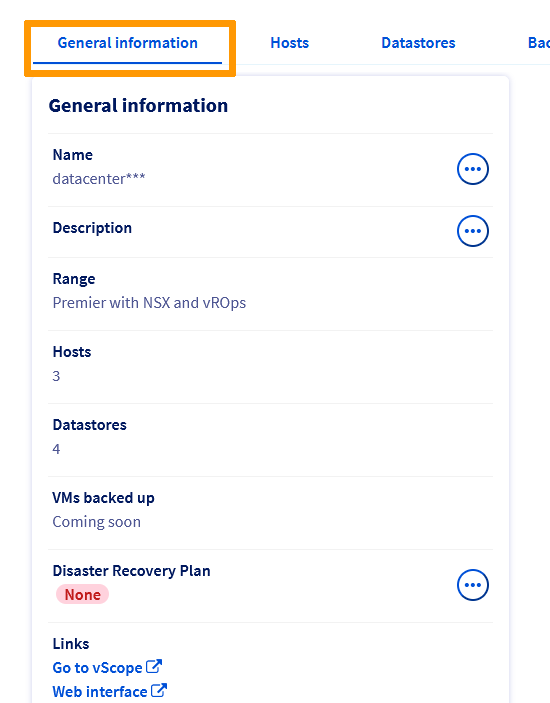 General information Hosts Datastores
General information
Name
datacenter***
Description
Range
Premier with NSX and vROps
Hosts
3
Datastores
4
VMs backed up
Coming soon
Disaster Recovery Plan
None
Links
Go to vScope
Web interface